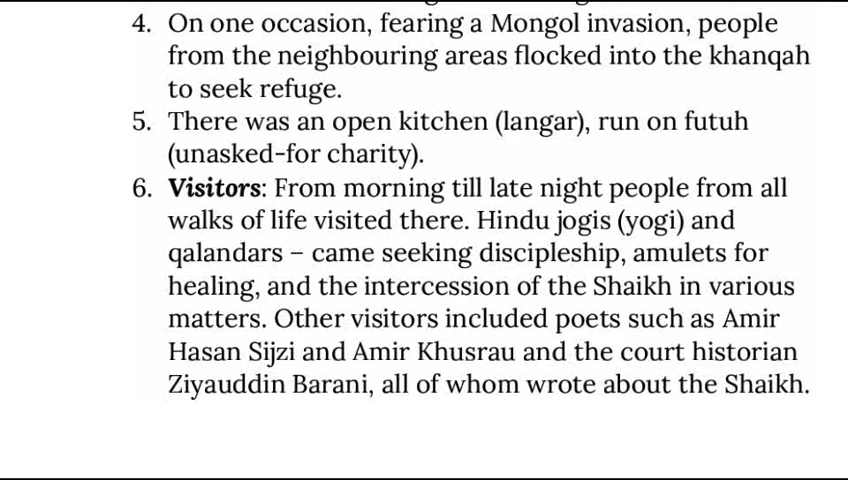 4. On one occasion, fearing a Mongol invasion, people
from the neighbouring areas flocked into the khanqah
to seek refuge.
5. There was an open kitchen (langar), run on futuh
(unasked-for charity).
6. Visitors: From morning till late night people from all
walks of life visited there. Hindu jogis (yogi) and
qalandars – came seeking discipleship, amulets for
healing, and the intercession of the Shaikh in various
matters. Other visitors included poets such as Amir
Hasan Sijzi and Amir Khusrau and the court historian
Ziyauddin Barani, all of whom wrote about the Shaikh.